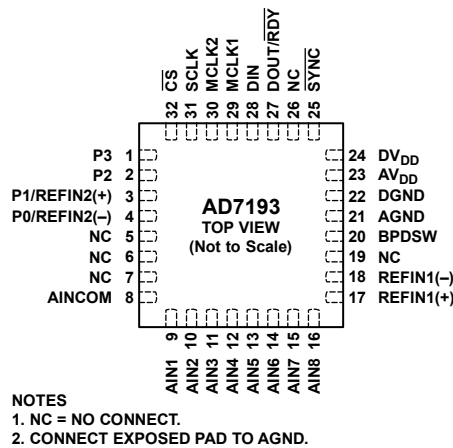 32 C̅S̅
31 SCLK
30 MCLK2
29 MCLK1
28 DIN
27 DOUT/R̅D̅Y̅
26 NC
25 S̅Y̅N̅C̅
P3 1
P2 2
P1/REFIN2(+) 3
P0/REFIN2(–) 4
NC 5
NC 6
NC 7
AINCOM 8
AD7193
TOP VIEW
(Not to Scale)
24 DVDD
23 AVDD
22 DGND
21 AGND
20 BPDSW
19 NC
18 REFIN1(–)
17 REFIN1(+)
AIN1 9
AIN2 10
AIN3 11
AIN4 12
AIN5 13
AIN6 14
AIN7 15
AIN8 16
NOTES
1. NC = NO CONNECT.
2. CONNECT EXPOSED PAD TO AGND.